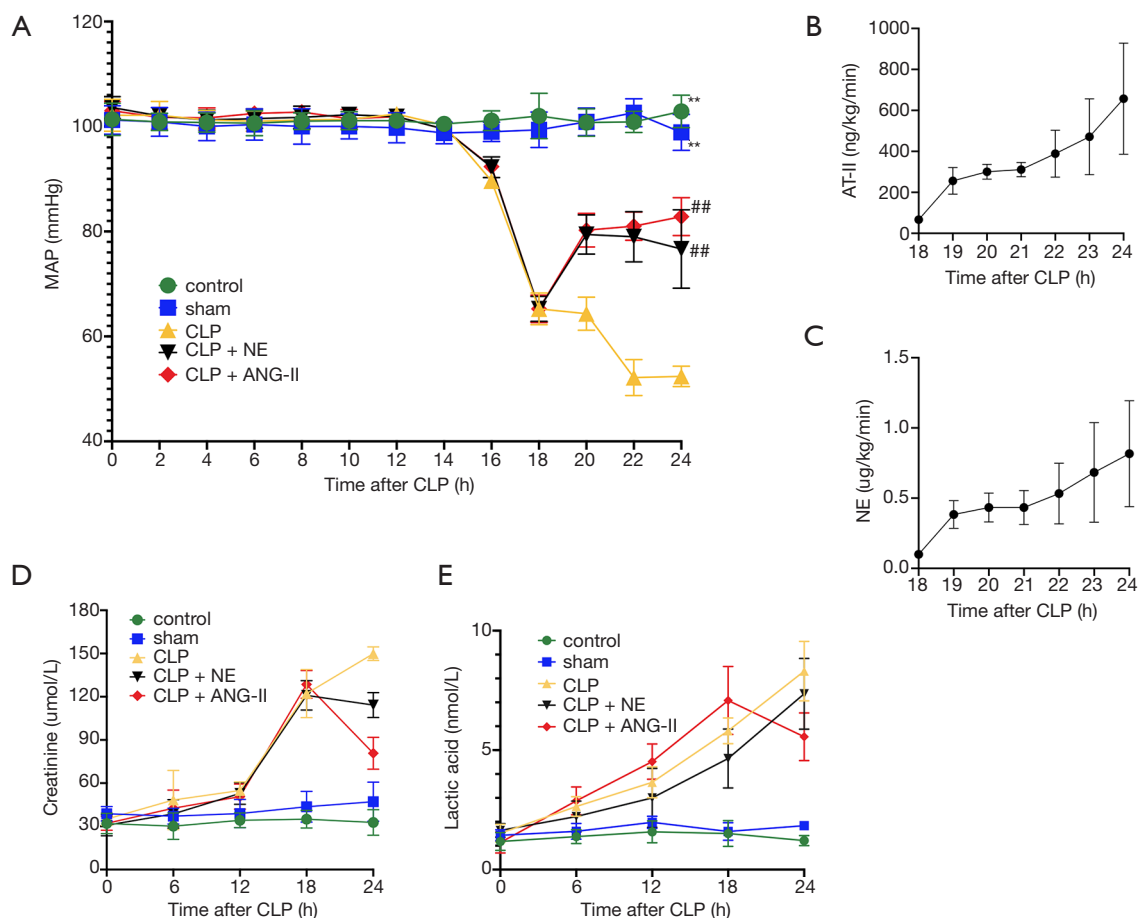 A
120
100
80
60
40
MAP (mmHg)
control
sham
CLP
CLP + NE
CLP + ANG-II
**
**
##
##
0 2 4 6 8 10 12 14 16 18 20 22 24
Time after CLP (h)
B
1000
800
600
400
200
0
AT-II (ng/kg/min)
18 19 20 21 22 23 24
Time after CLP (h)
C
1.5
1.0
0.5
0.0
NE (ug/kg/min)
18 19 20 21 22 23 24
Time after CLP (h)
D
180
150
120
90
60
30
0
Creatinine (umol/L)
control
sham
CLP
CLP + NE
CLP + ANG-II
0 6 12 18 24
Time after CLP (h)
E
10
5
0
Lactic acid (nmol/L)
control
sham
CLP
CLP + NE
CLP + ANG-II
0 6 12 18 24
Time after CLP (h)